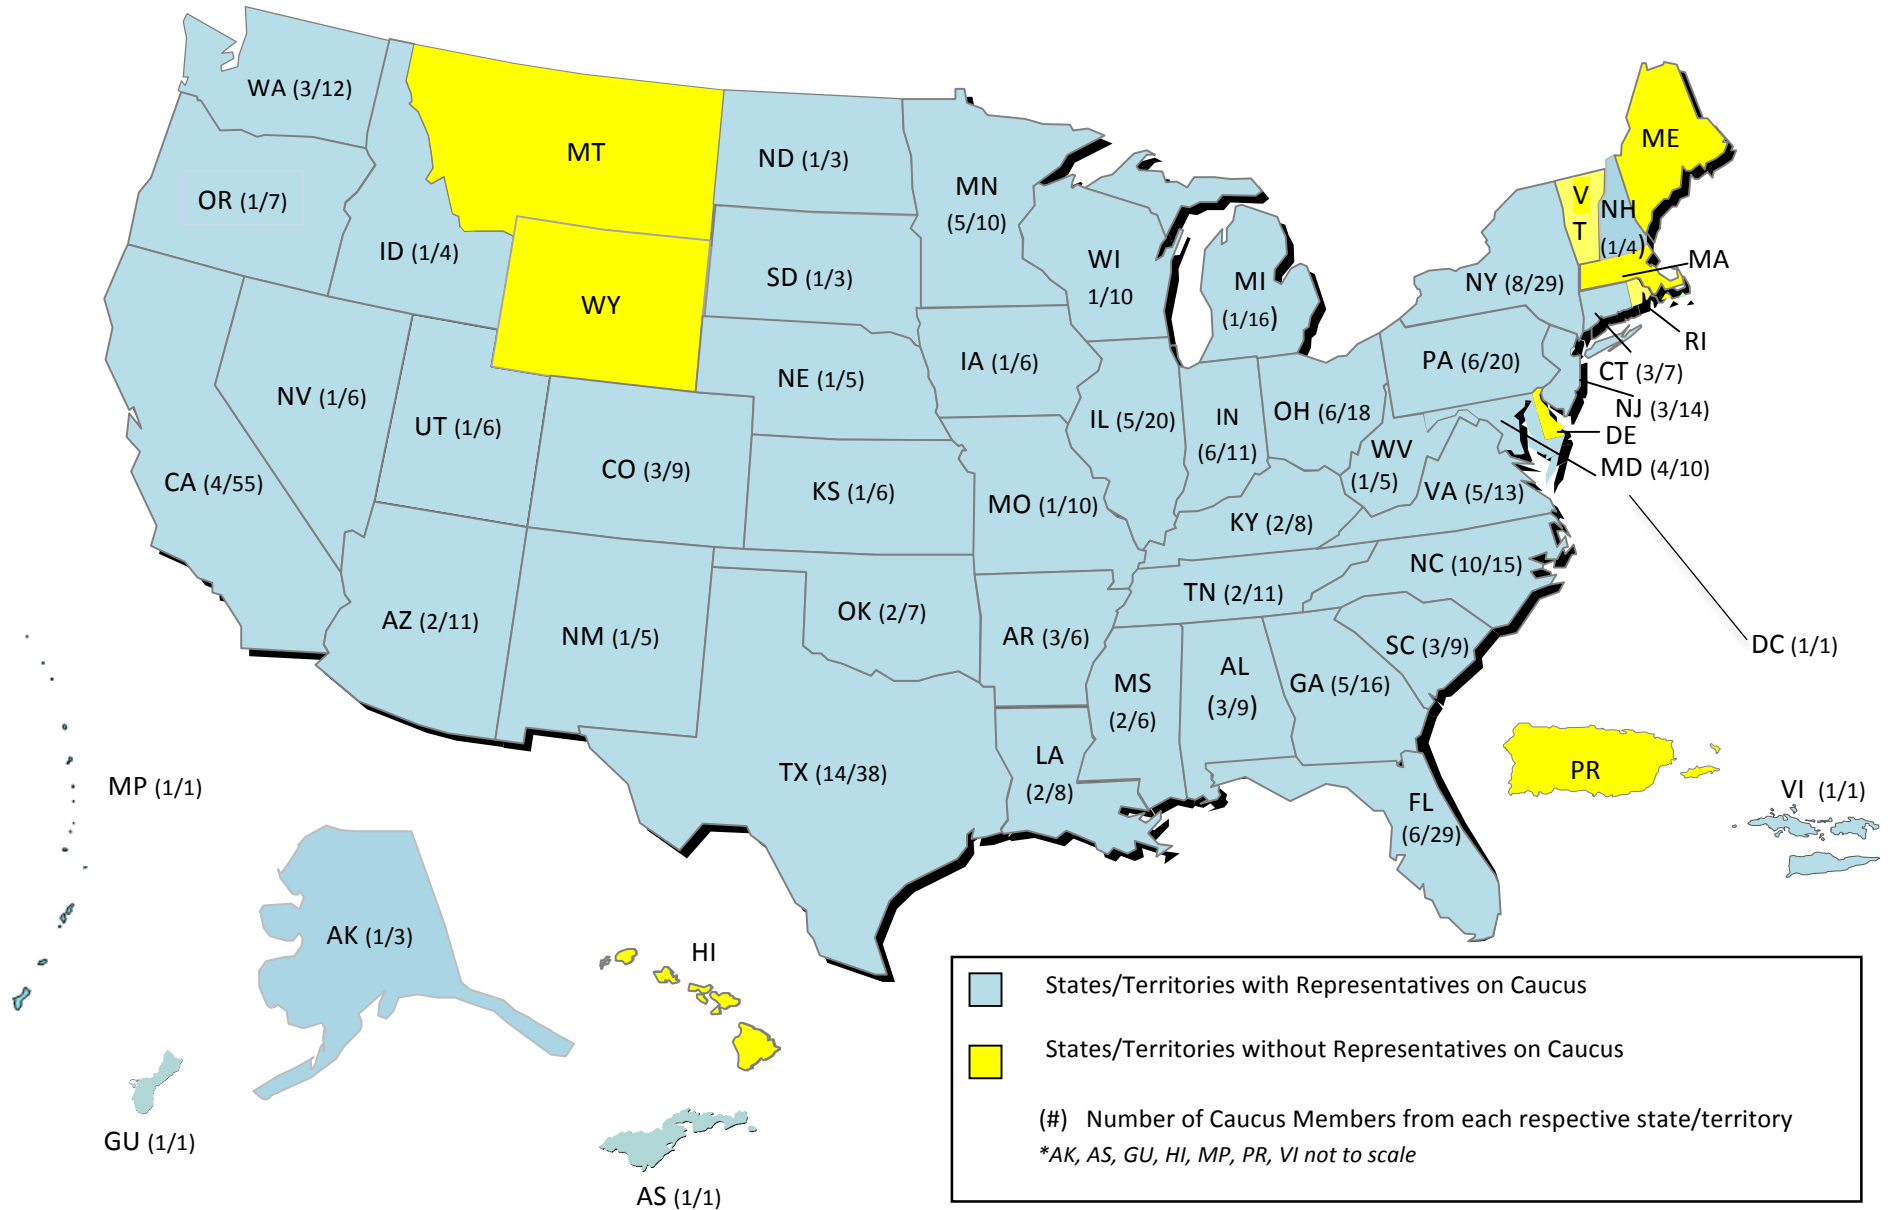 WA (3/12)
MT
ND (1/3)
MN
(5/10)
ME
OR (1/7)
ID (1/4)
V
T
NH
(1/4)
MA
WY
SD (1/3)
WI
1/10
MI
(1/16)
NY (8/29)
RI
NV (1/6)
UT (1/6)
NE (1/5)
IA (1/6)
PA (6/20)
CT (3/7)
NJ (3/14)
IL (5/20)
IN
(6/11)
OH (6/18
DE
MD (4/10)
CA (4/55)
CO (3/9)
KS (1/6)
MO (1/10)
WV
(1/5)
VA (5/13)
KY (2/8)
NC (10/15)
TN (2/11)
AZ (2/11)
NM (1/5)
OK (2/7)
AR (3/6)
SC (3/9)
DC (1/1)
MS
(2/6)
AL
(3/9)
GA (5/16)
MP (1/1)
TX (14/38)
LA
(2/8)
FL
(6/29)
PR
VI (1/1)
AK (1/3)
HI
GU (1/1)
AS (1/1)
States/Territories with Representatives on Caucus
States/Territories without Representatives on Caucus
(#) Number of Caucus Members from each respective state/territory
*AK, AS, GU, HI, MP, PR, VI not to scale